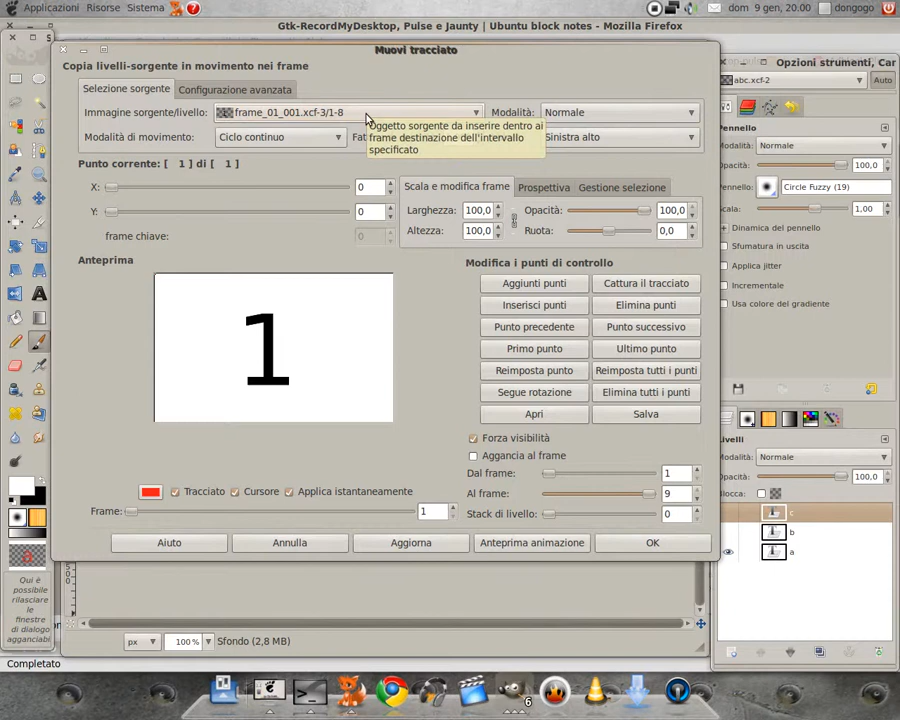 Applicazioni Risorse Sistema dom 9 gen, 20.00 dongogo
Gtk-RecordMyDesktop, Pulse e Jaunty | Ubuntu block notes - Mozilla Firefox
Muovi tracciato
Opzioni strumenti, Car
Copia livelli-sorgente in movimento nei frame
abc.xcf-2 Auto
Selezione sorgente Configurazione avanzata
Immagine sorgente/livello: frame_01_001.xcf-3/1-8 Modalità: Normale
Oggetto sorgente da inserire dentro ai
frame destinazione dell'intervallo
specificato
Modalità di movimento: Ciclo continuo Sinistra alto
Punto corrente: [ 1 ] di [ 1 ]
X: 0
Y: 0
frame chiave: 0
Scala e modifica frame Prospettiva Gestione selezione
Larghezza: 100,0 Opacità: 100,0
Altezza: 100,0 Ruota: 0,0
Anteprima
1
Modifica i punti di controllo
Aggiunti punti Cattura il tracciato
Inserisci punti Elimina punti
Punto precedente Punto successivo
Primo punto Ultimo punto
Reimposta punto Reimposta tutti i punti
Segue rotazione Elimina tutti i punti
Apri Salva
Forza visibilità
Aggancia al frame
Dal frame: 1
Al frame: 9
Stack di livello: 0
Tracciato Cursore Applica istantaneamente
Frame: 1
Aiuto Annulla Aggiorna Anteprima animazione OK
Pennello
Modalità: Normale
Opacità: 100,0
Pennello: Circle Fuzzy (19)
Scala: 1,00
Dinamica del pennello
Sfumatura in uscita
Applica jitter
Incrementale
Usa colore del gradiente
Livelli
Modalità: Normale
Opacità: 100,0
Blocca:
c
b
a
a
Qui è
possibile
rilasciare
le
finestre
di dialogo
agganciabi
500
px 100% Sfondo (2,8 MB)
Completato
6